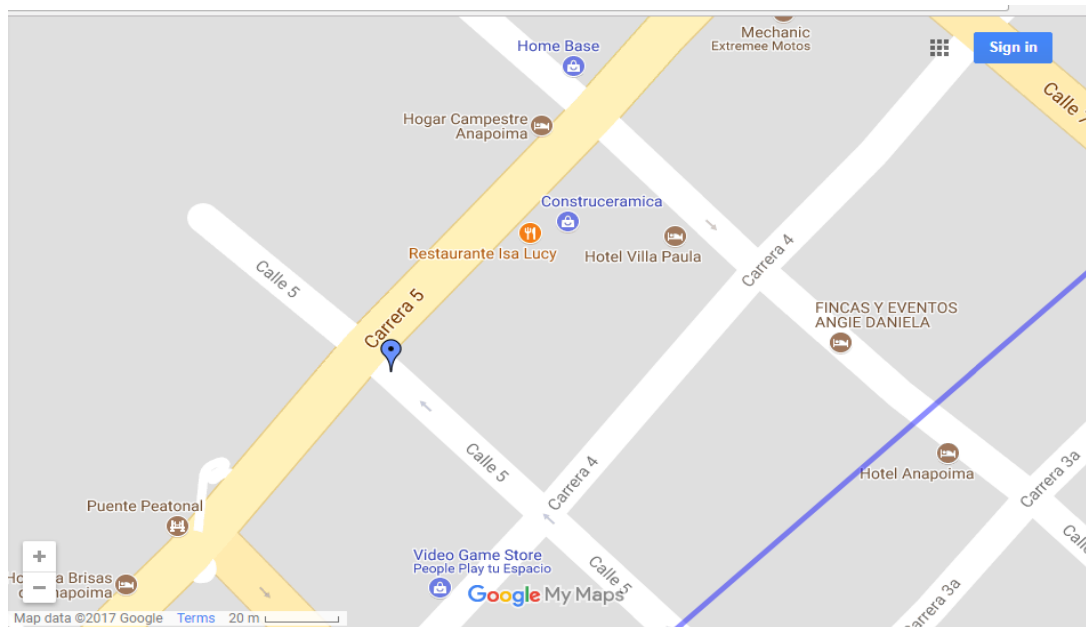 Mechanic
Extremee Motos
Home Base
Sign in
Calle 7
Hogar Campestre
Anapoima
Construceramica
Restaurante Isa Lucy
Hotel Villa Paula
Carrera 4
Calle 5
Carrera 5
FINCAS Y EVENTOS
ANGIE DANIELA
Calle 5
Carrera 4
Hotel Anapoima
Carrera 3a
Puente Peatonal
Video Game Store
People Play tu Espacio
Calle 5
Google My Maps
Brisas
Carrera 3a
+
−
Map data ©2017 Google Terms 20 m